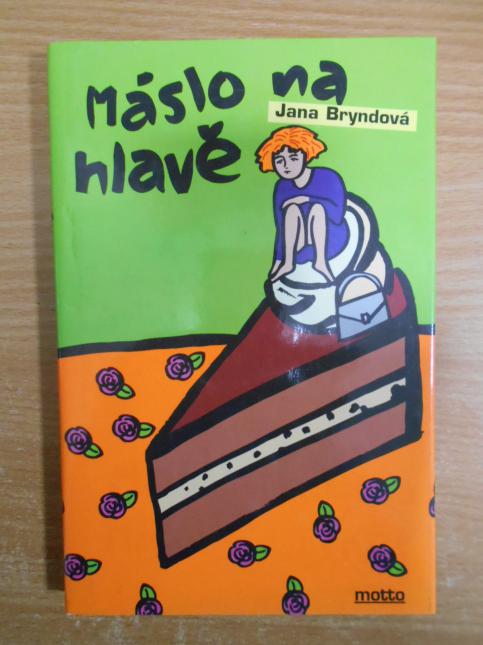 Máslo na
Jana Bryndová
hlavě
motto